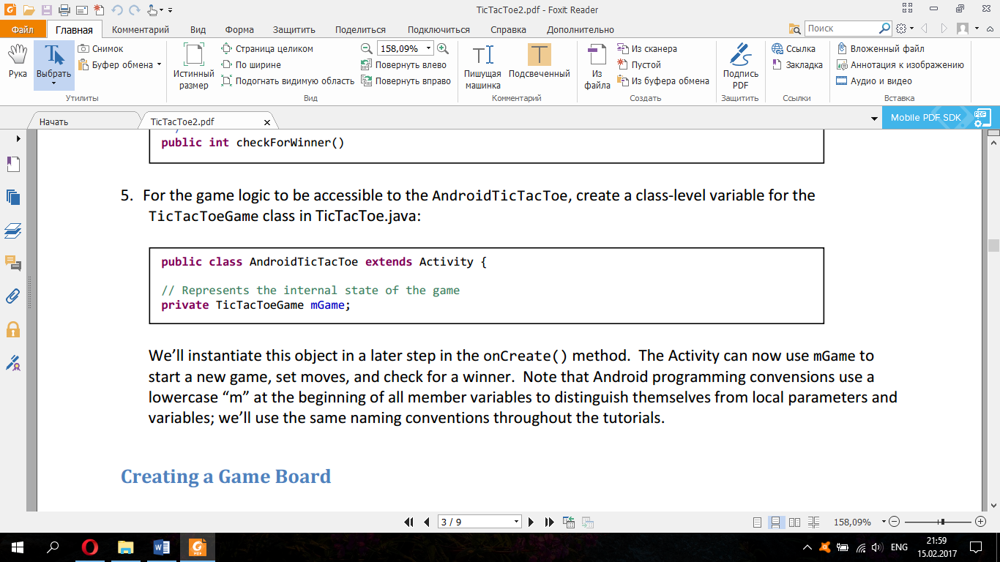 TicTacToe2.pdf - Foxit Reader
Файл Главная Комментарий Вид Форма Защитить Поделиться Подключиться Справка Дополнительно Поиск
Рука
Выбрать
Снимок
Буфер обмена
Утилиты
Истинный размер
Страница целиком
По ширине
Подогнать видимую область
158,09%
Повернуть влево
Повернуть вправо
Вид
Пишущая машинка
Подсвеченный
Комментарий
Из файла
Из сканера
Пустой
Из буфера обмена
Создать
Подпись PDF
Защитить
Ссылка
Закладка
Ссылки
Вложенный файл
Аннотация к изображению
Аудио и видео
Вставка
Начать TicTacToe2.pdf Mobile PDF SDK PDF
public int checkForWinner()
5. For the game logic to be accessible to the AndroidTicTacToe, create a class-level variable for the
TicTacToeGame class in TicTacToe.java:
public class AndroidTicTacToe extends Activity {
// Represents the internal state of the game
private TicTacToeGame mGame;
We’ll instantiate this object in a later step in the onCreate() method. The Activity can now use mGame to
start a new game, set moves, and check for a winner. Note that Android programming convensions use a
lowercase “m” at the beginning of all member variables to distinguish themselves from local parameters and
variables; we’ll use the same naming conventions throughout the tutorials.
Creating a Game Board
3 / 9 158,09%
ENG 21:59
15.02.2017